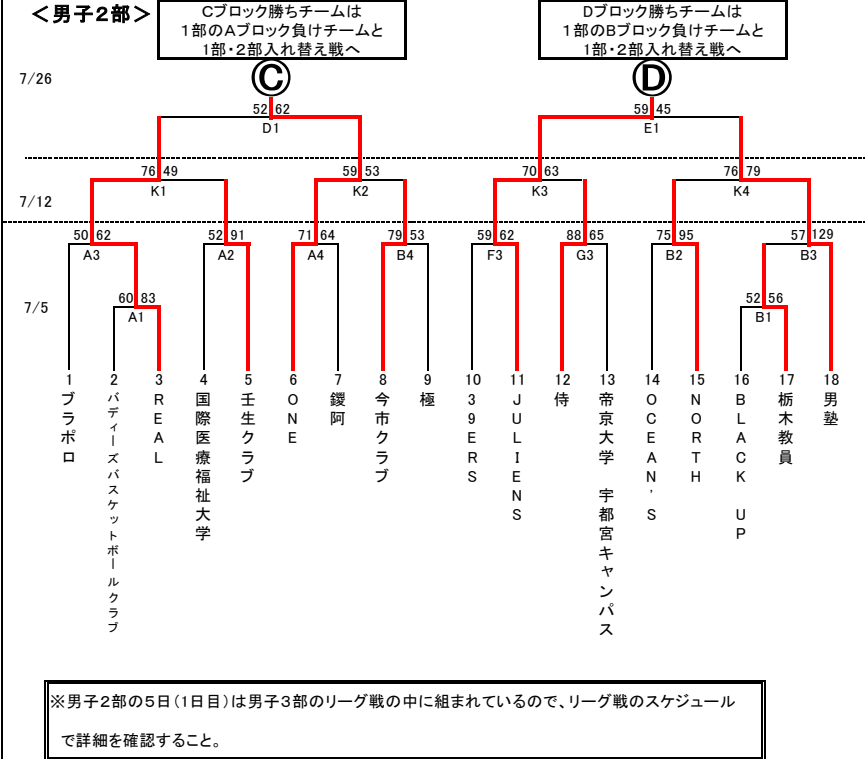 ＜男子２部＞
Cブロック勝ちチームは
1部のAブロック負けチームと
1部・2部入れ替え戦へ
Dブロック勝ちチームは
1部のBブロック負けチームと
1部・2部入れ替え戦へ
7/26
Ⓒ
Ⓓ
52 62
59 45
D1
E1
76 49
59 53
70 63
76 79
K1
K2
K3
K4
7/12
50 62
52 91
71 64
79 53
59 62
88 65
75 95
57 129
A3
A2
A4
B4
F3
G3
B2
B3
7/5
60 83
52 56
A1
B1
1 ブラポロ
2 バディーズバスケットボールクラブ
3 REAL
4 国際医療福祉大学
5 壬生クラブ
6 ONE
7 鑁阿
8 今市クラブ
9 極
10 39ERS
11 JULIENS
12 侍
13 帝京大学　宇都宮キャンパス
14 OCEAN'S
15 NORTH
16 BLACK UP
17 栃木教員
18 男塾
※男子２部の５日（1日目）は男子３部のリーグ戦の中に組まれているので、リーグ戦のスケジュール
で詳細を確認すること。